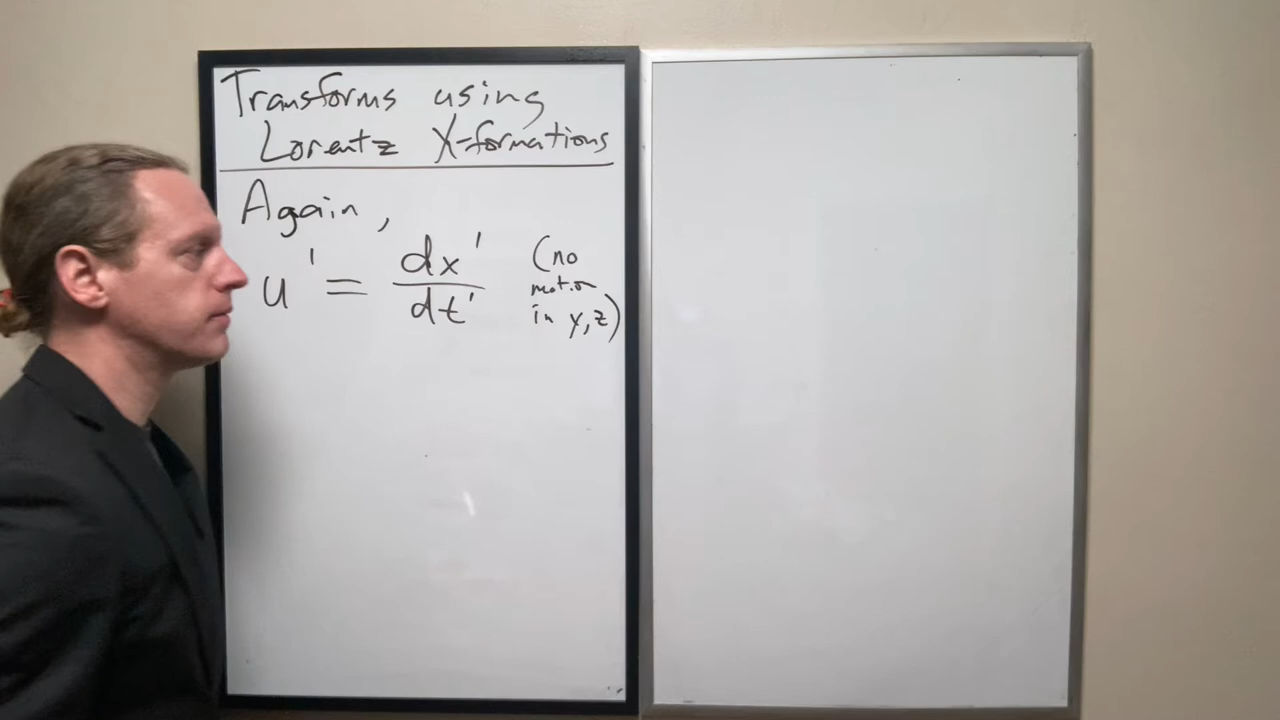 Transforms using
Lorentz X-formations
Again,
u' = dx'/dt' (no
motion
in y,z)